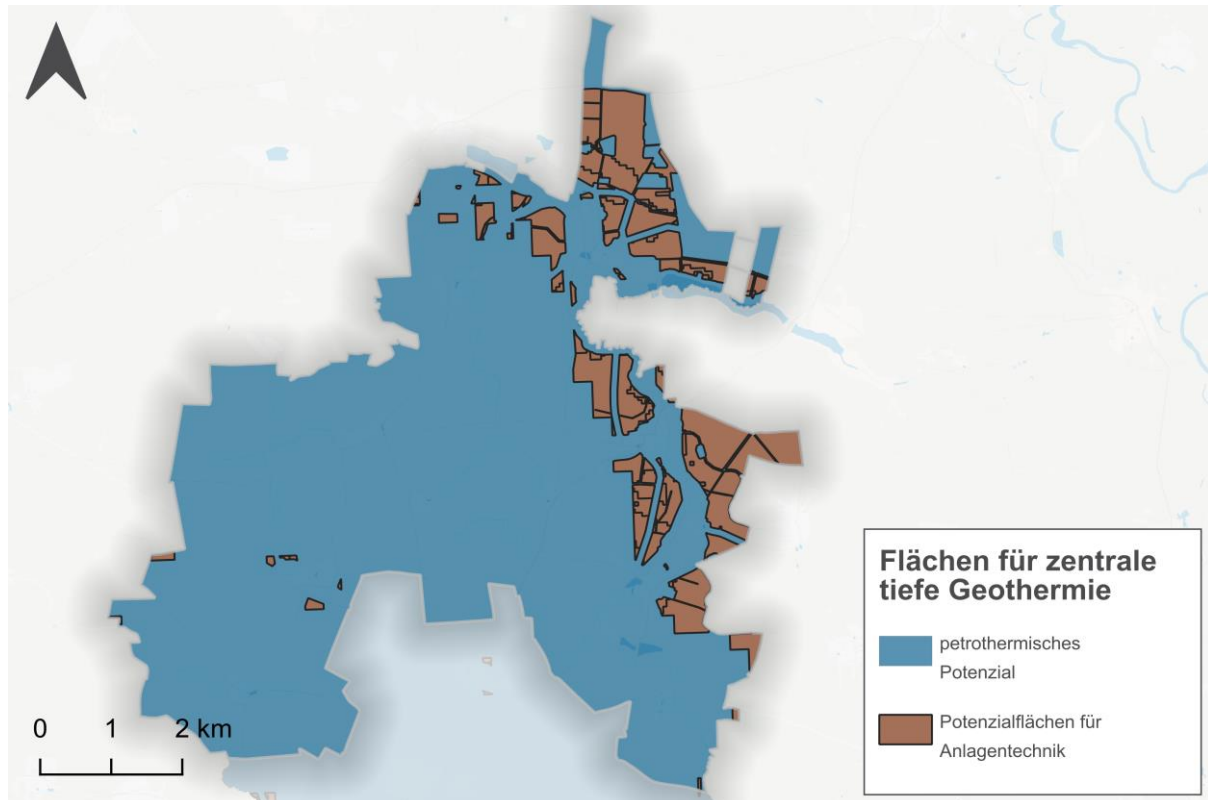 Flächen für zentrale
tiefe Geothermie
petrothermisches
Potenzial
Potenzialflächen für
Anlagentechnik
0 1 2 km